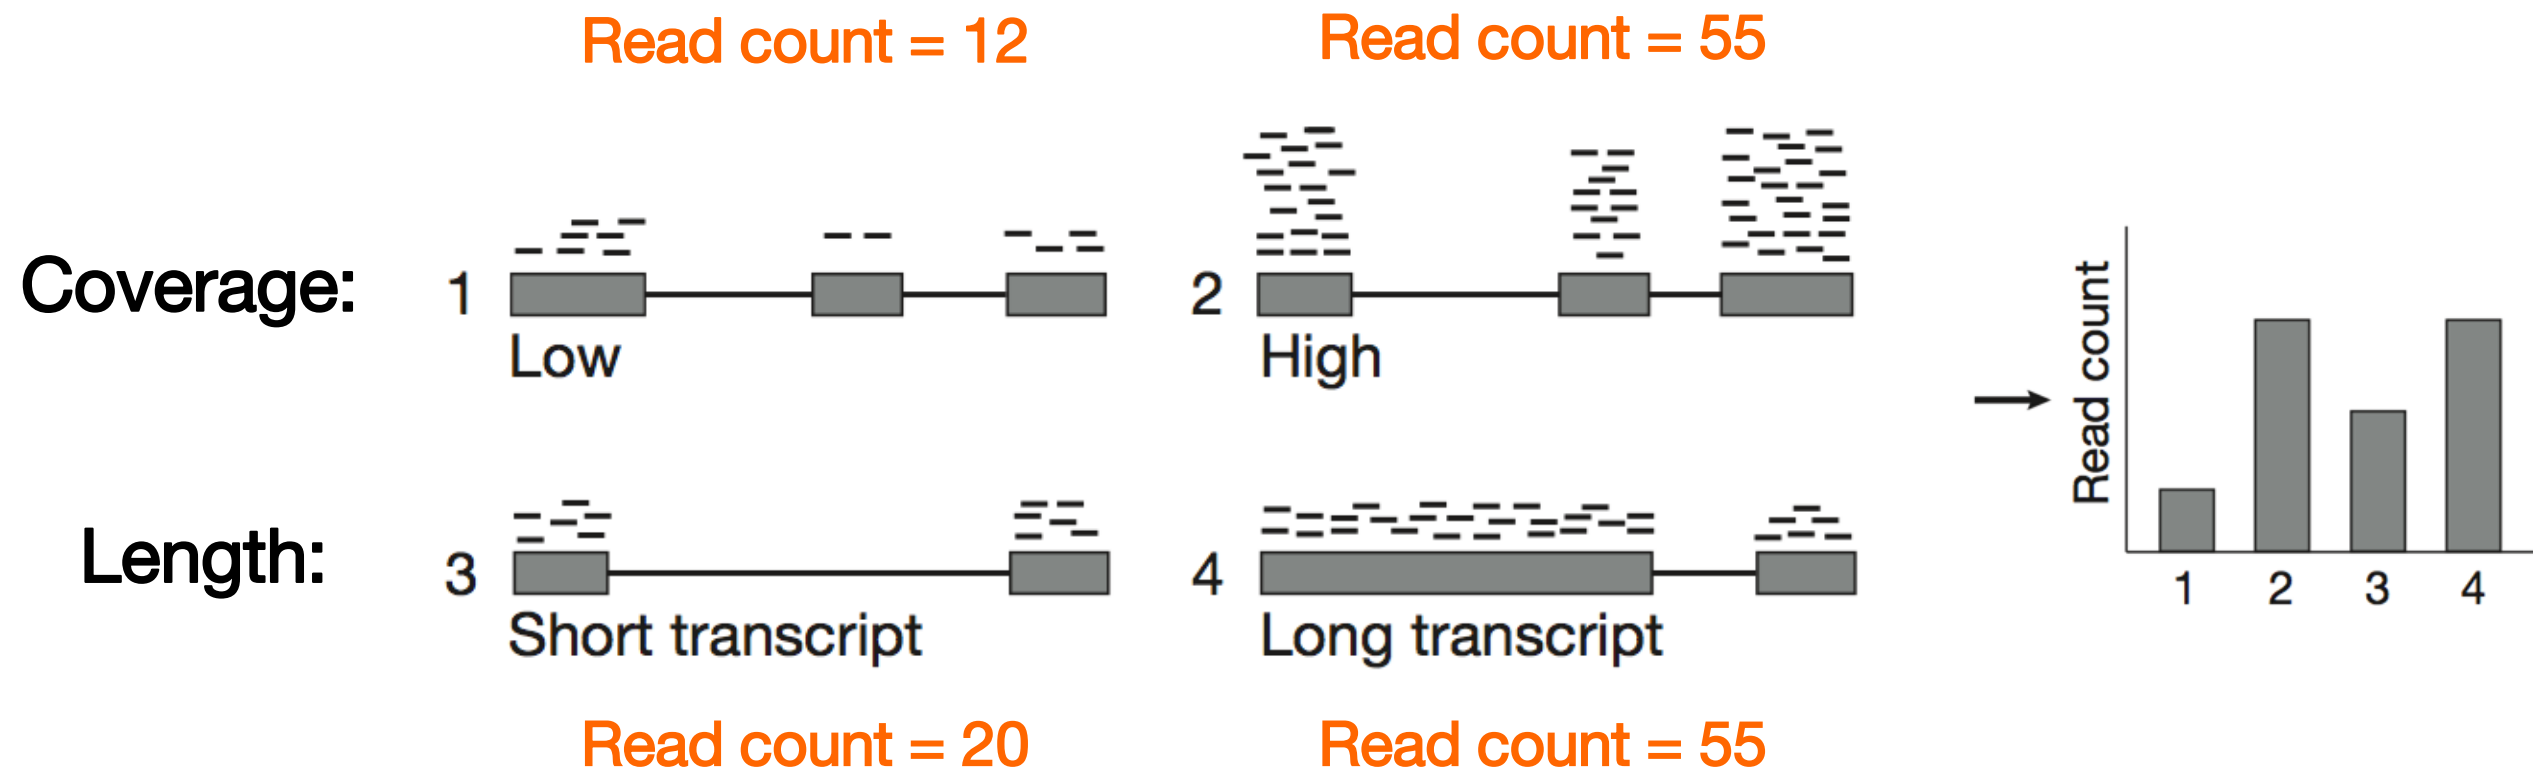 Read count = 12
Read count = 55
Coverage:
1
Low
2
High
Length:
3
Short transcript
4
Long transcript
Read count = 20
Read count = 55
Read count
1 2 3 4